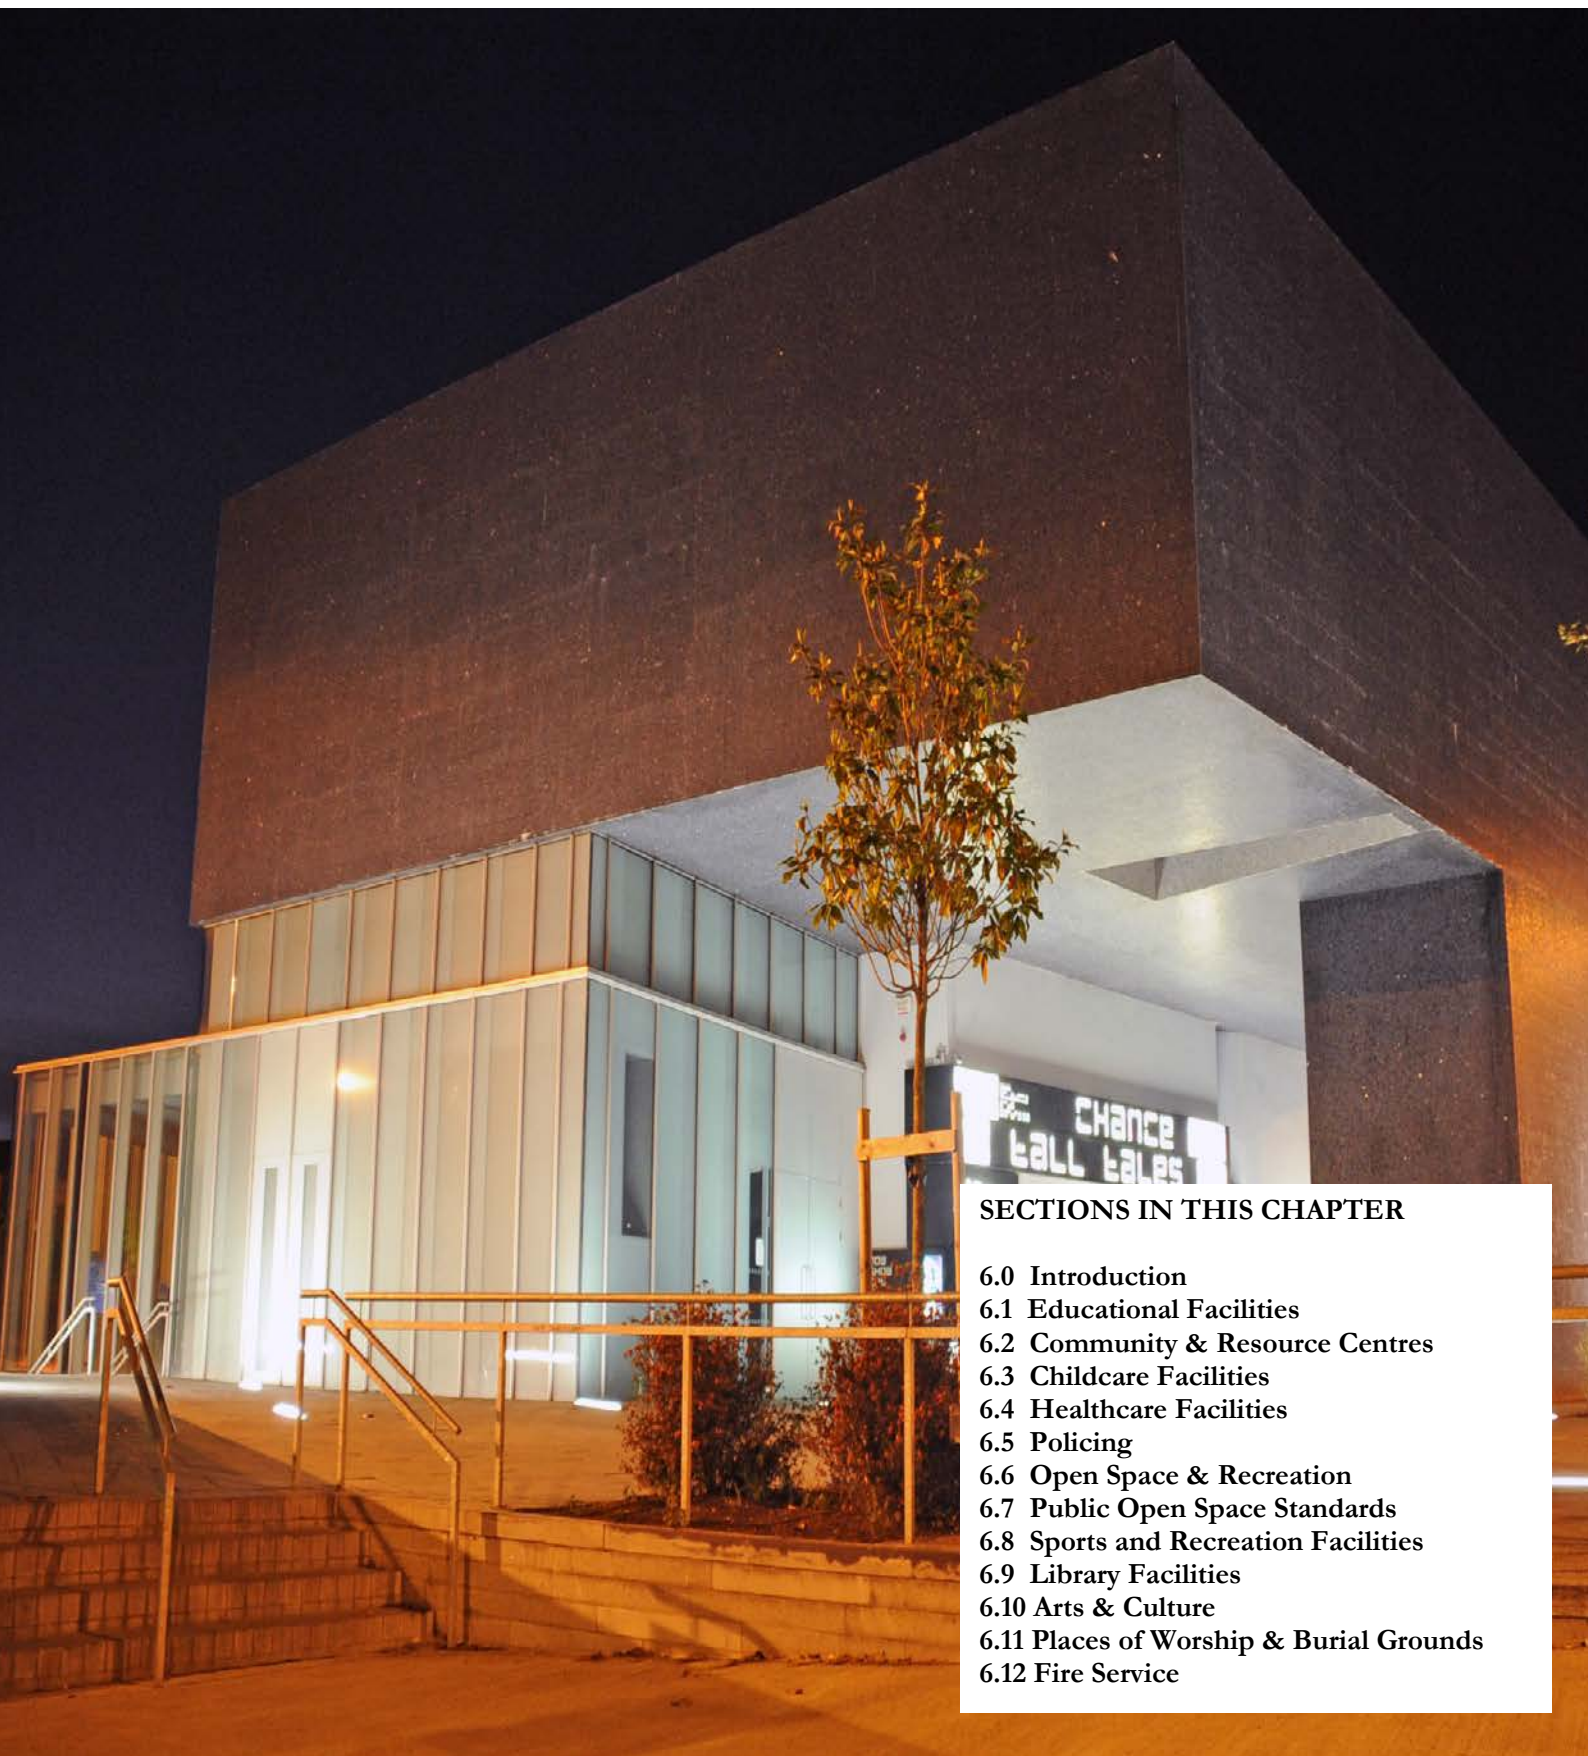 CHANCE
tall tales
SECTIONS IN THIS CHAPTER
6.0 Introduction
6.1 Educational Facilities
6.2 Community & Resource Centres
6.3 Childcare Facilities
6.4 Healthcare Facilities
6.5 Policing
6.6 Open Space & Recreation
6.7 Public Open Space Standards
6.8 Sports and Recreation Facilities
6.9 Library Facilities
6.10 Arts & Culture
6.11 Places of Worship & Burial Grounds
6.12 Fire Service